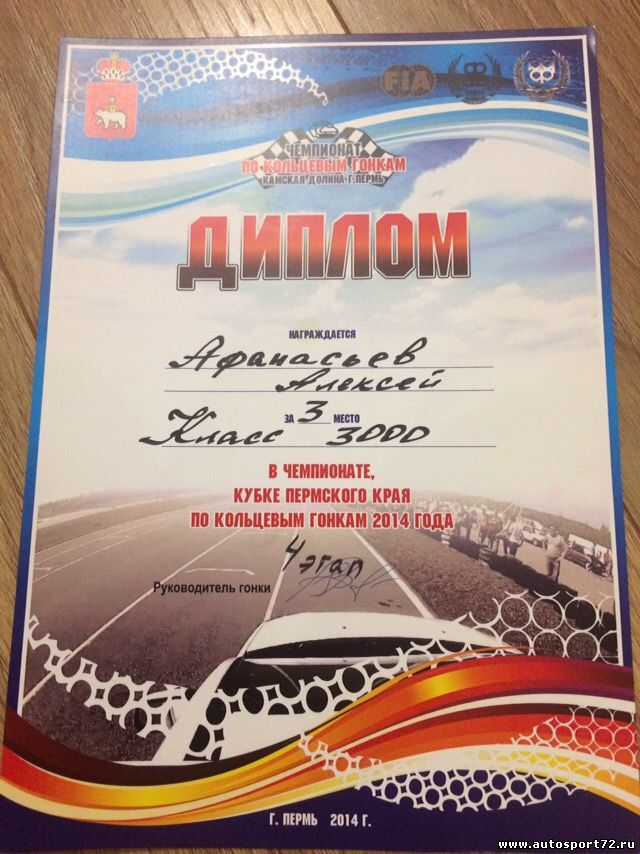 FIA
ЧЕМПИОНАТ
ПО КОЛЬЦЕВЫМ ГОНКАМ
КАМСКАЯ ДОЛИНА Г.ПЕРМЬ
ДИПЛОМ
НАГРАЖДАЕТСЯ
Афанасьев
Алексей
ЗА 3 МЕСТО
Класс 3000
В ЧЕМПИОНАТЕ,
КУБКЕ ПЕРМСКОГО КРАЯ
ПО КОЛЬЦЕВЫМ ГОНКАМ 2014 ГОДА
4 этап
Руководитель гонки
Г. ПЕРМЬ 2014 Г.
www.autosport72.ru